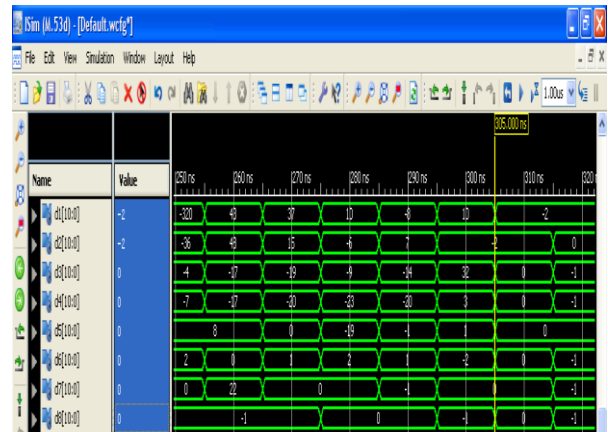 ISim (M.53d) - [Default.wcfg*]
File Edit View Simulation Window Layout Help
1.00us
305.000 ns
Name Value 250 ns 260 ns 270 ns 280 ns 290 ns 300 ns 310 ns 320
d1[10:0] -2 -320 43 37 10 -8 10 -2
d2[10:0] -2 -36 43 15 -6 7 -2 0
d3[10:0] 0 -4 -17 -19 -9 -14 32 0 -1
d4[10:0] 0 -7 -17 -20 -23 -20 3 0 -1
d5[10:0] 0 8 0 -19 -1 1 0
d6[10:0] 0 2 0 1 2 1 -2 0 -1
d7[10:0] 0 0 22 0 -1 0 -1
d8[10:0] 0 -1 0 -1 0 -1